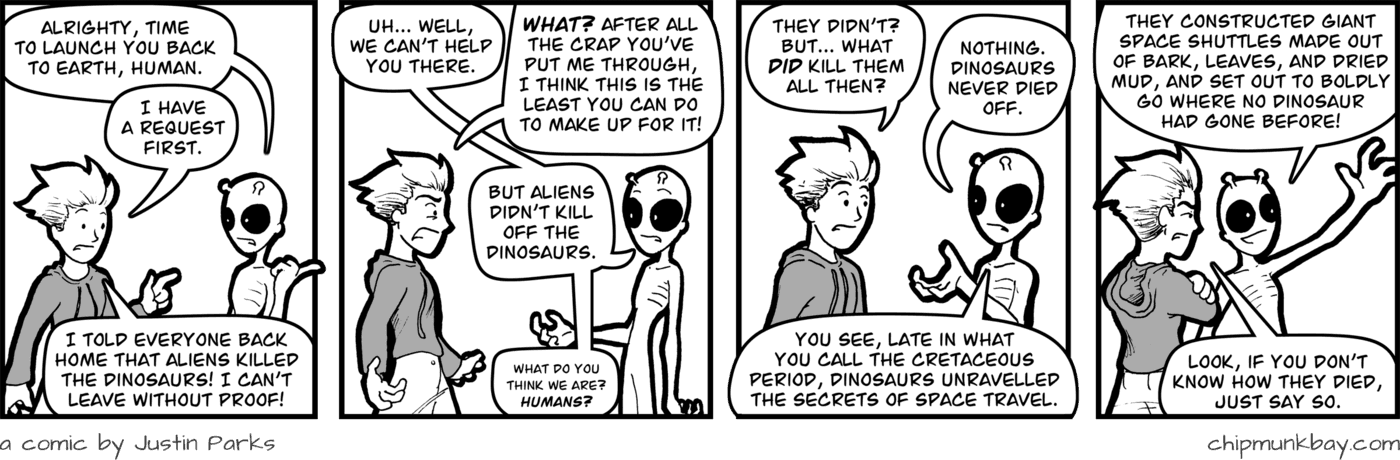 ALRIGHTY, TIME
TO LAUNCH YOU BACK
TO EARTH, HUMAN.
I HAVE
A REQUEST
FIRST.
I TOLD EVERYONE BACK
HOME THAT ALIENS KILLED
THE DINOSAURS! I CAN'T
LEAVE WITHOUT PROOF!
UH... WELL,
WE CAN'T HELP
YOU THERE.
WHAT? AFTER ALL
THE CRAP YOU'VE
PUT ME THROUGH,
I THINK THIS IS THE
LEAST YOU CAN DO
TO MAKE UP FOR IT!
BUT ALIENS
DIDN'T KILL
OFF THE
DINOSAURS.
WHAT DO YOU
THINK WE ARE?
HUMANS?
THEY DIDN'T?
BUT... WHAT
DID KILL THEM
ALL THEN?
NOTHING.
DINOSAURS
NEVER DIED
OFF.
YOU SEE, LATE IN WHAT
YOU CALL THE CRETACEOUS
PERIOD, DINOSAURS UNRAVELLED
THE SECRETS OF SPACE TRAVEL.
THEY CONSTRUCTED GIANT
SPACE SHUTTLES MADE OUT
OF BARK, LEAVES, AND DRIED
MUD, AND SET OUT TO BOLDLY
GO WHERE NO DINOSAUR
HAD GONE BEFORE!
LOOK, IF YOU DON'T
KNOW HOW THEY DIED,
JUST SAY SO.
a comic by Justin Parks
chipmunkbay.com